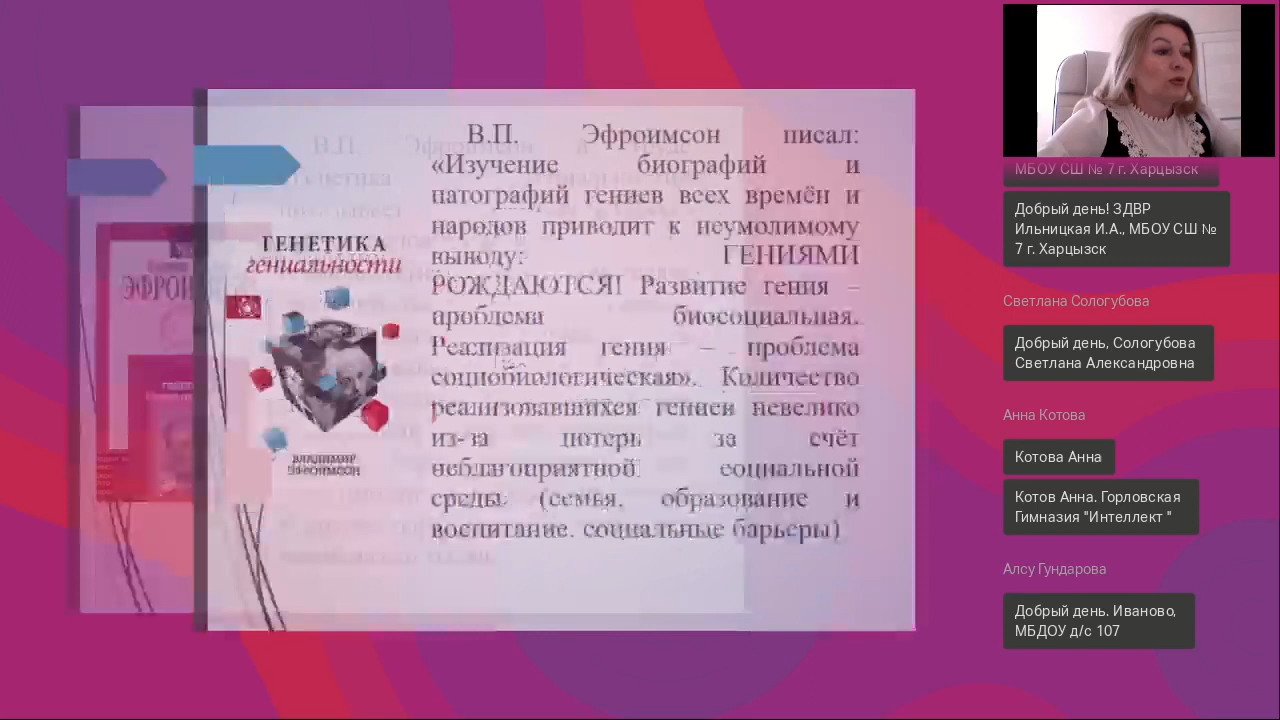 В.П. Эфроимсон писал:
«Изучение биографий и
патографий гениев всех времён и
народов приводит к неумолимому
выводу: ГЕНИЯМИ
РОЖДАЮТСЯ! Развитие гения –
проблема биосоциальная.
Реализация гения – проблема
социобиологическая». Количество
реализовавшихся гениев невелико
из-за потерь за счёт
неблагоприятной социальной
среды (семья, образование и
воспитание, социальные барьеры)
ГЕНЕТИКА
гениальности
ВЛАДИМИР
ЭФРОИМСОН
МБОУ СШ № 7 г. Харцызск
Добрый день! ЗДВР
Ильницкая И.А., МБОУ СШ №
7 г. Харцызск
Светлана Сологубова
Добрый день, Сологубова
Светлана Александровна
Анна Котова
Котова Анна
Котов Анна. Горловская
Гимназия "Интеллект "
Алсу Гундарова
Добрый день. Иваново,
МБДОУ д/с 107